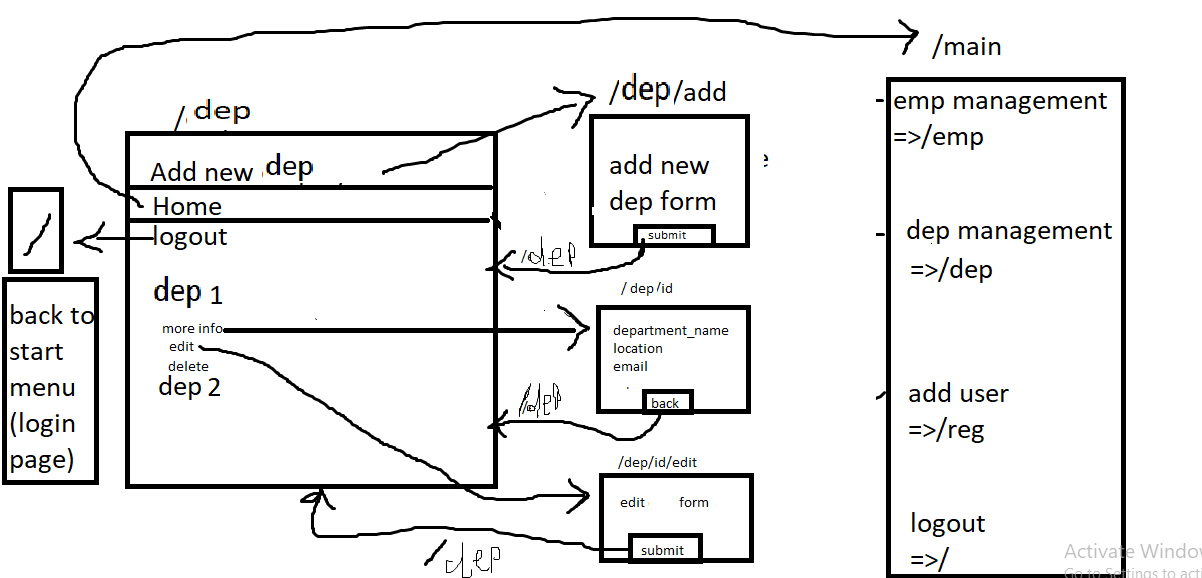 /main
/dep
/dep/add
emp management
=>/emp
Add new dep
add new
dep form
submit
Home
logout
/
/dep
dep management
=>/dep
back to
start
menu
(login
page)
dep 1
more info
edit
delete
dep 2
/ dep/id
department_name
location
email
back
/dep
add user
=>/reg
/dep/id/edit
edit form
submit
/dep
logout
=>/
Activate Window
Go to Settings to acti